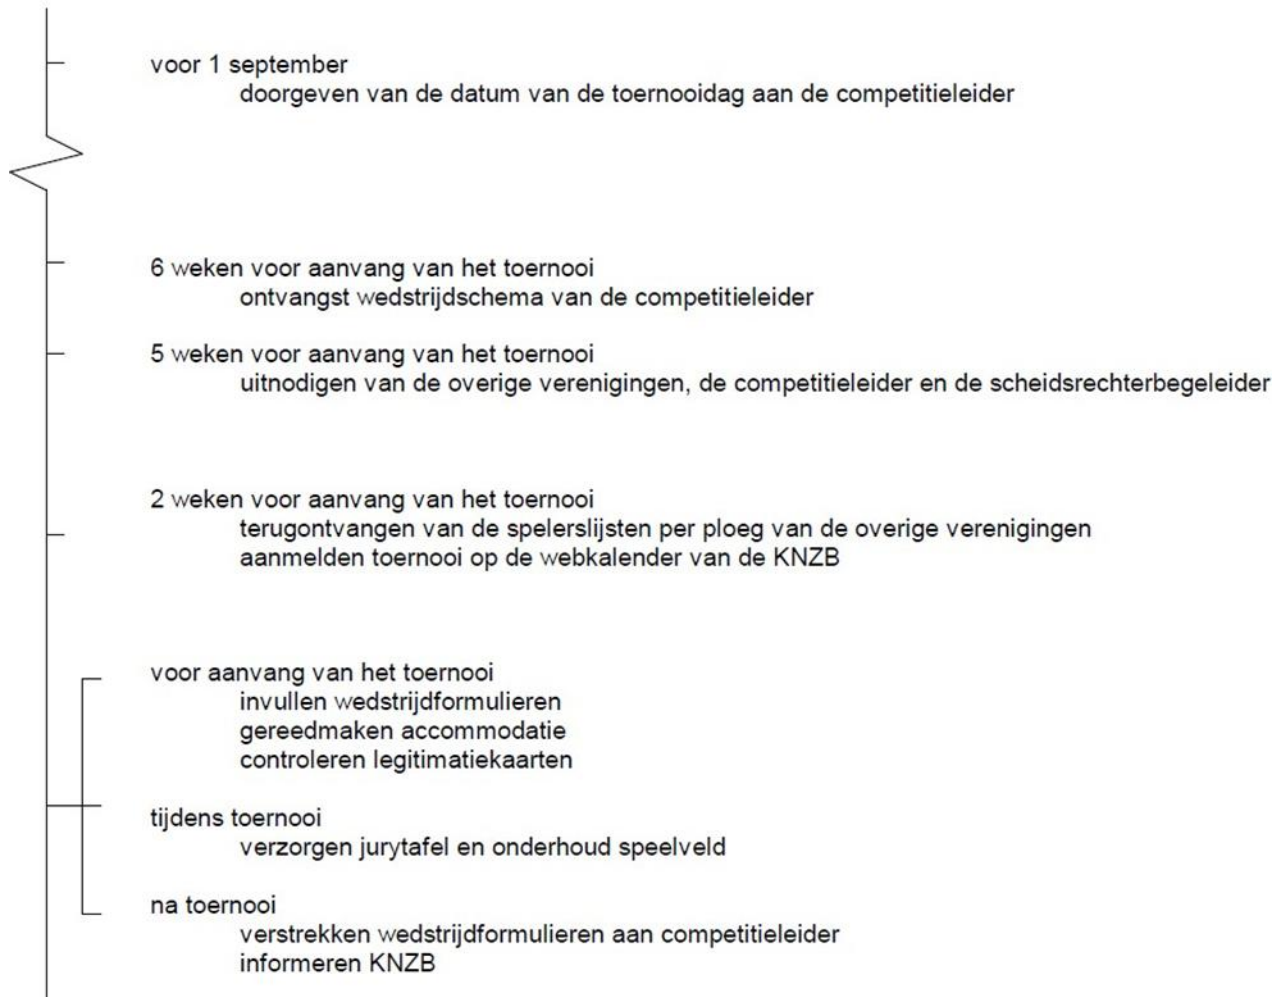 voor 1 september
doorgeven van de datum van de toernooidag aan de competitieleider
6 weken voor aanvang van het toernooi
ontvangst wedstrijdschema van de competitieleider
5 weken voor aanvang van het toernooi
uitnodigen van de overige verenigingen, de competitieleider en de scheidsrechterbegeleider
2 weken voor aanvang van het toernooi
terugontvangen van de spelerslijsten per ploeg van de overige verenigingen
aanmelden toernooi op de webkalender van de KNZB
voor aanvang van het toernooi
invullen wedstrijdformulieren
gereedmaken accommodatie
controleren legitimatiekaarten
tijdens toernooi
verzorgen jurytafel en onderhoud speelveld
na toernooi
verstrekken wedstrijdformulieren aan competitieleider
informeren KNZB